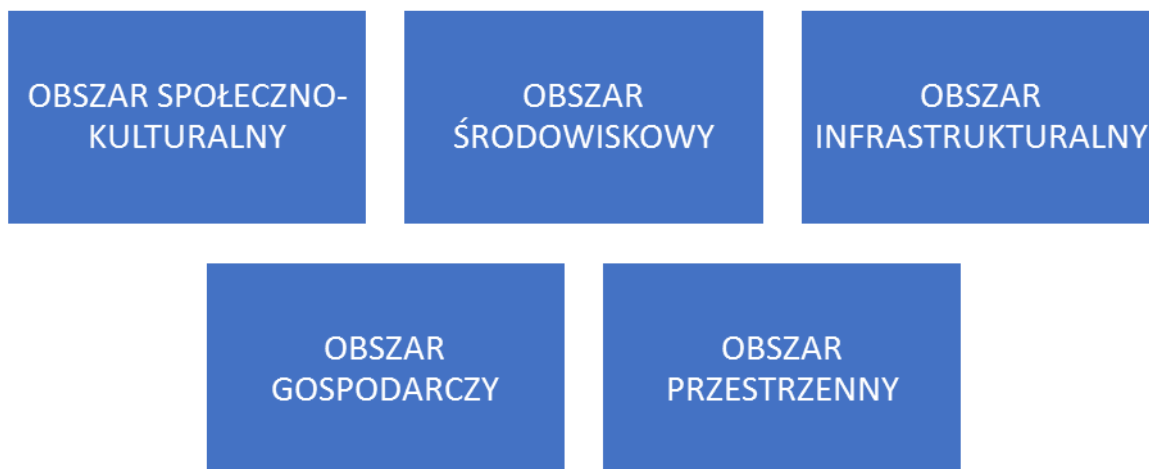 OBSZAR SPOŁECZNO-
KULTURALNY
OBSZAR
ŚRODOWISKOWY
OBSZAR
INFRASTRUKTURALNY
OBSZAR
GOSPODARCZY
OBSZAR
PRZESTRZENNY